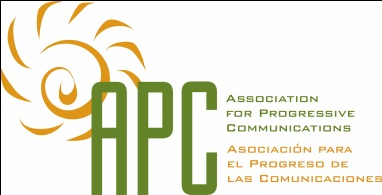 APC
ASSOCIATION
FOR PROGRESSIVE
COMMUNICATIONS
ASOCIACIÓN PARA
EL PROGRESO DE
LAS COMUNICACIONES